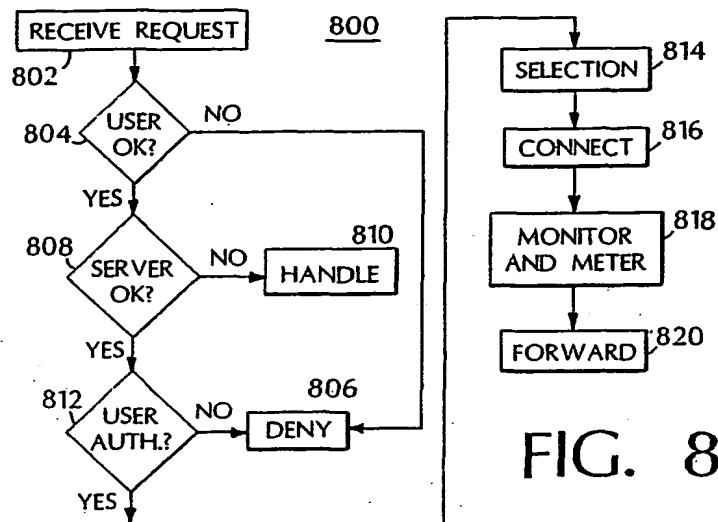 RECEIVE REQUEST
802
800
USER
OK?
804
NO
YES
SERVER
OK?
808
NO
810
HANDLE
YES
USER
AUTH.?
812
NO
806
DENY
YES
SELECTION
814
CONNECT
816
MONITOR
AND METER
818
FORWARD
820
FIG. 8